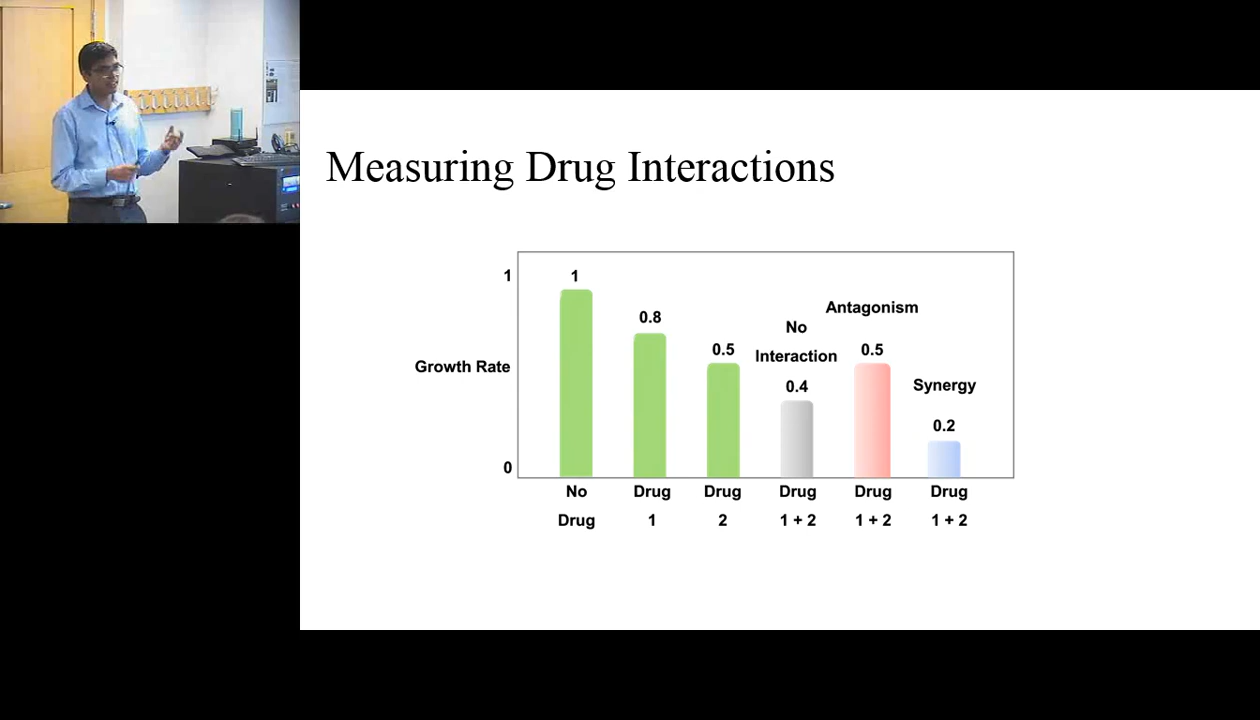 Measuring Drug Interactions
1
1
0.8
0.5
No
Interaction
0.4
Antagonism
0.5
Synergy
0.2
Growth Rate
0
No
Drug
Drug
1
Drug
2
Drug
1 + 2
Drug
1 + 2
Drug
1 + 2